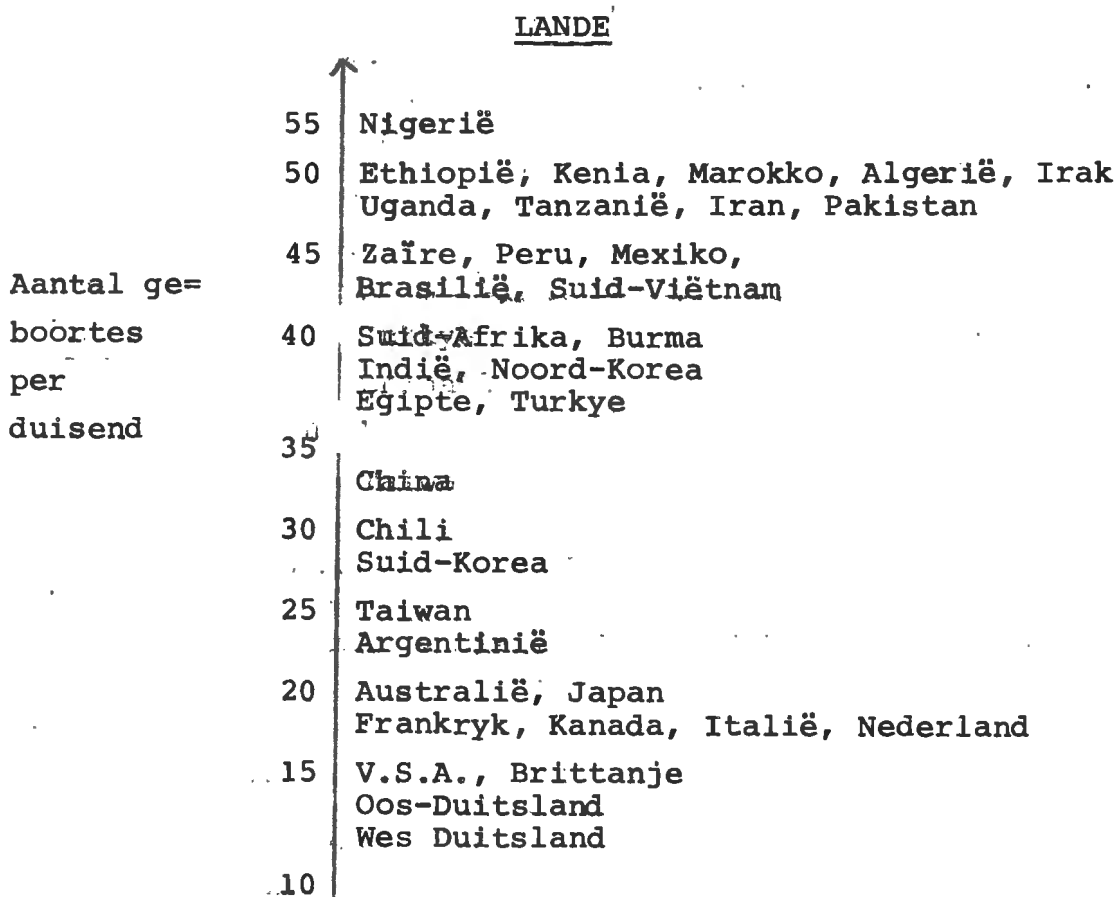 LANDE
55 Nigerië
50 Ethiopië, Kenia, Marokko, Algerië, Irak
Uganda, Tanzanië, Iran, Pakistan
45 Zaïre, Peru, Mexiko,
Brasilië, Suid-Viëtnam
Aantal ge=
boortes
per
duisend
40 Suid-Afrika, Burma
Indië, Noord-Korea
Egipte, Turkye
35
China
30 Chili
Suid-Korea
25 Taiwan
Argentinië
20 Australië, Japan
Frankryk, Kanada, Italië, Nederland
15 V.S.A., Brittanje
Oos-Duitsland
Wes Duitsland
10